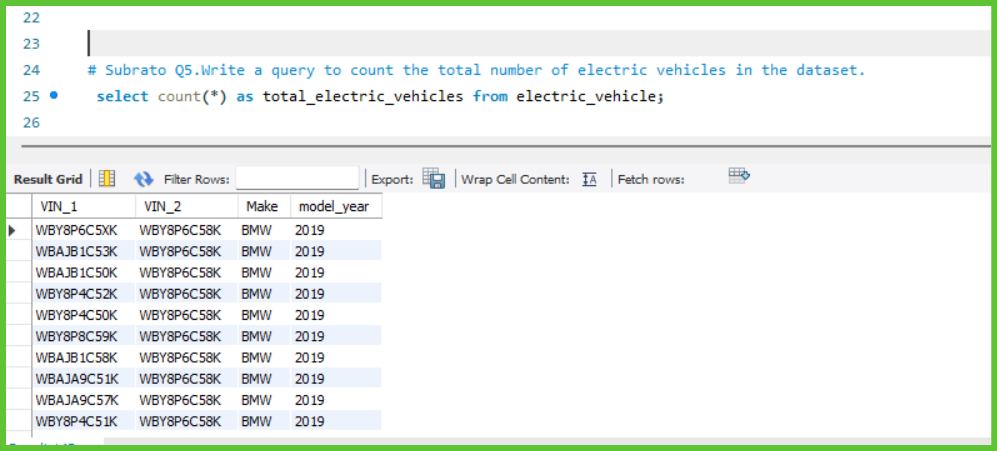 22
23
24 # Subrato Q5.Write a query to count the total number of electric vehicles in the dataset.
25 select count(*) as total_electric_vehicles from electric_vehicle;
26
Result Grid Filter Rows: Export: Wrap Cell Content: IA Fetch rows:
VIN_1 VIN_2 Make model_year
WBY8P6C5XK WBY8P6C58K BMW 2019
WBAJB1C53K WBY8P6C58K BMW 2019
WBAJB1C50K WBY8P6C58K BMW 2019
WBY8P4C52K WBY8P6C58K BMW 2019
WBY8P4C50K WBY8P6C58K BMW 2019
WBY8P8C59K WBY8P6C58K BMW 2019
WBAJB1C58K WBY8P6C58K BMW 2019
WBAJA9C51K WBY8P6C58K BMW 2019
WBAJA9C57K WBY8P6C58K BMW 2019
WBY8P4C51K WBY8P6C58K BMW 2019